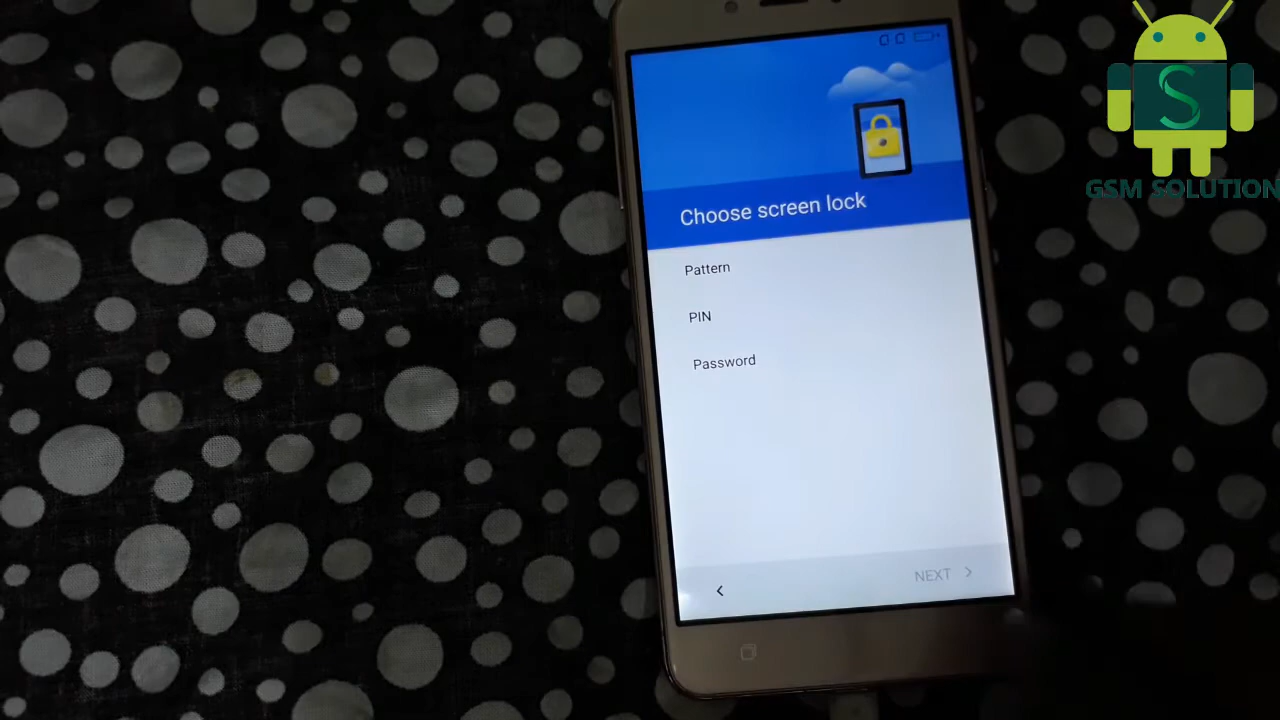 GSM SOLUTION
Choose screen lock
Pattern
PIN
Password
NEXT